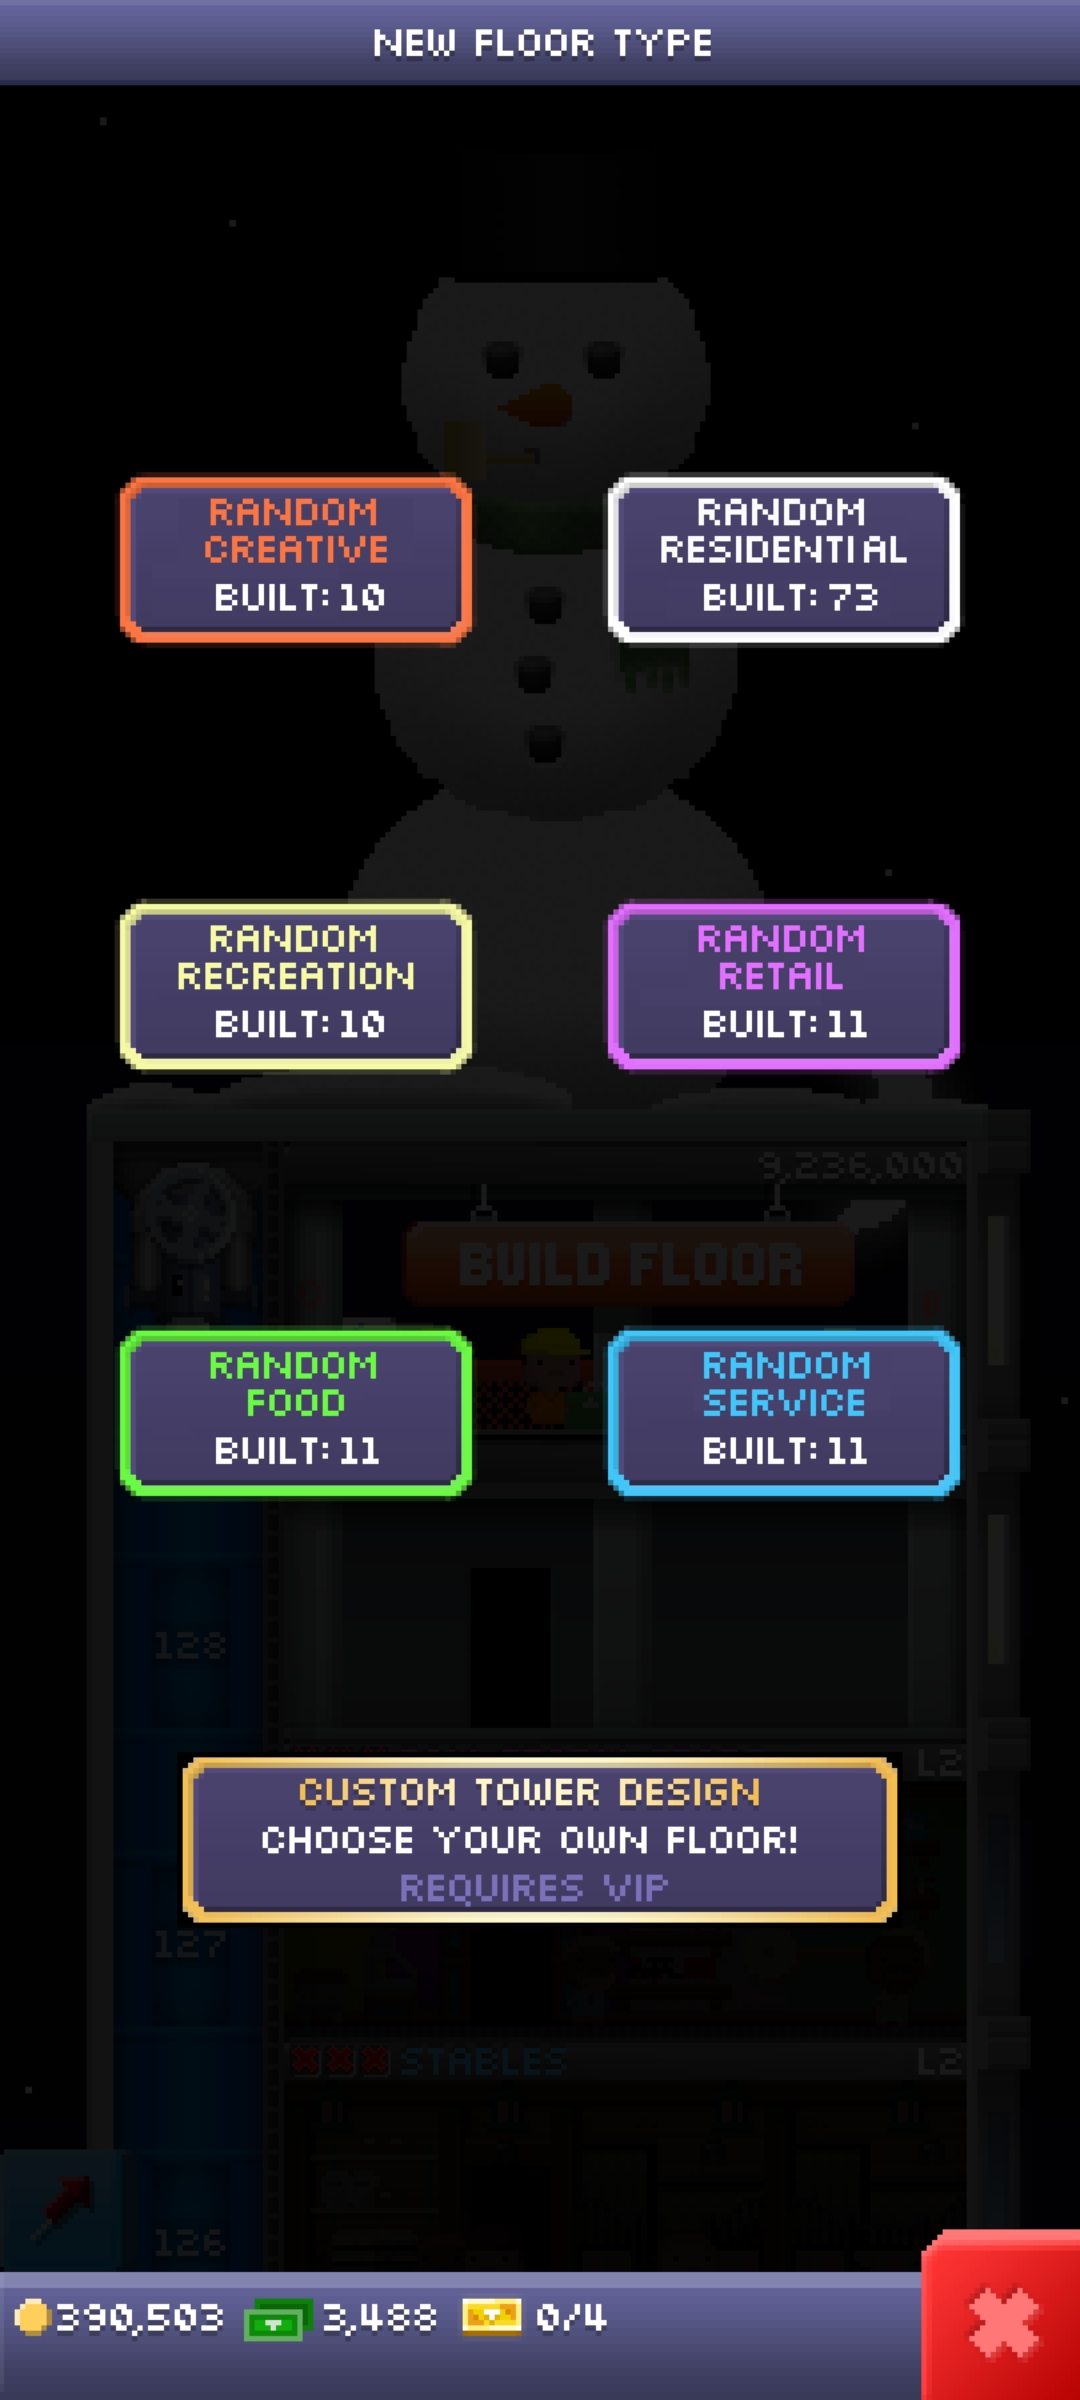 NEW FLOOR TYPE
RANDOM
CREATIVE
BUILT: 10
RANDOM
RESIDENTIAL
BUILT: 73
RANDOM
RECREATION
BUILT: 10
RANDOM
RETAIL
BUILT: 11
9,236,000
BUILD FLOOR
RANDOM
FOOD
BUILT: 11
RANDOM
SERVICE
BUILT: 11
128
L2
CUSTOM TOWER DESIGN
CHOOSE YOUR OWN FLOOR!
REQUIRES VIP
127
STABLES
L2
126
390,503
3,488
0/4